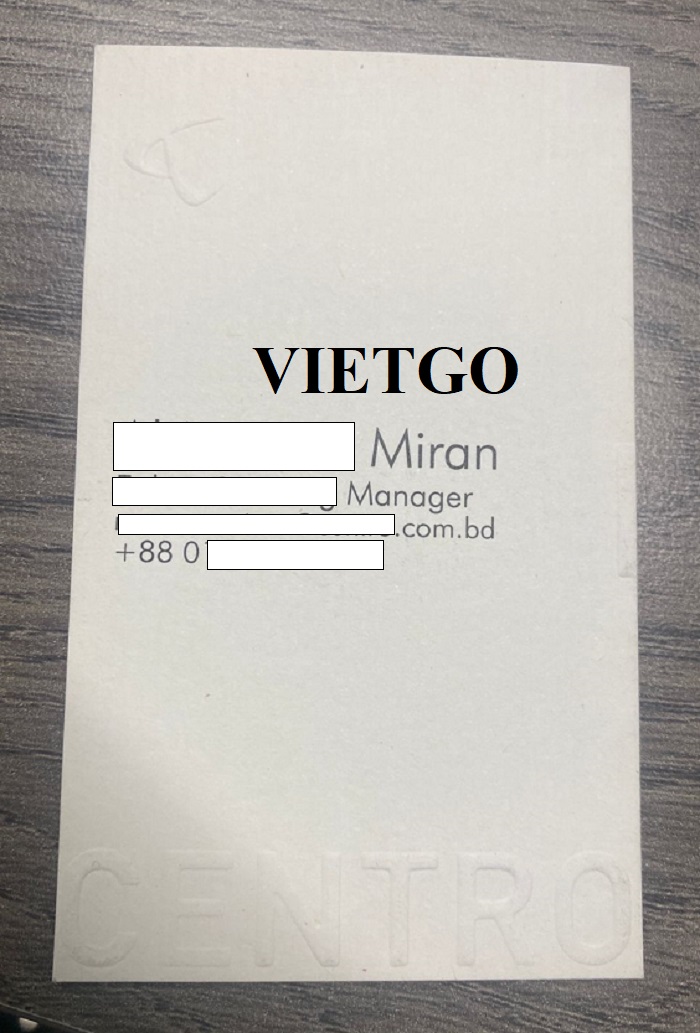 VIETGO
Miran
Manager
.com.bd
+88 0
CENTRO